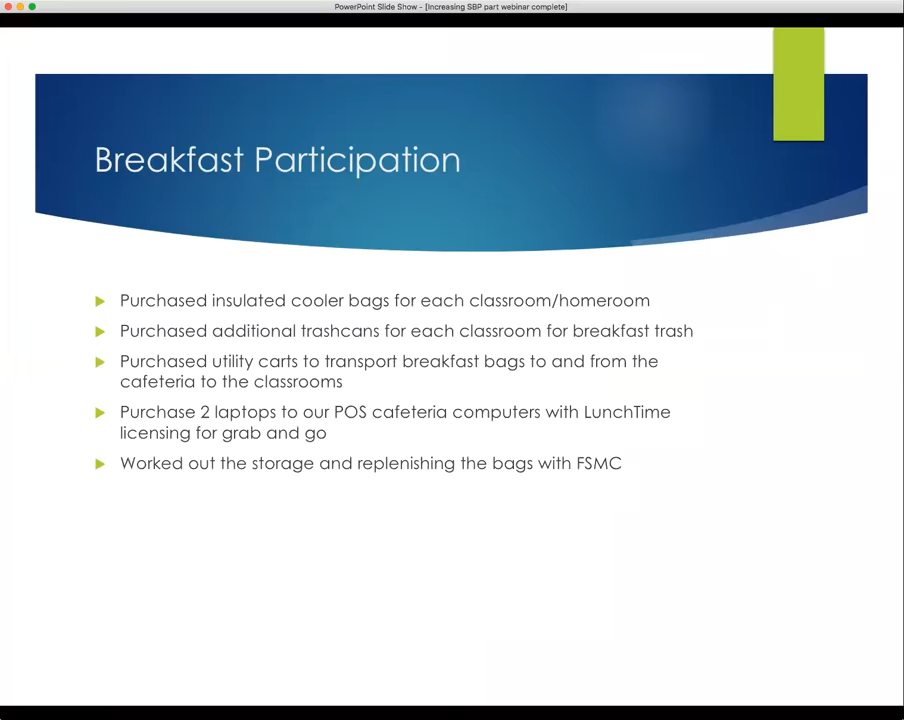 PowerPoint Slide Show - [Increasing SBP part webinar complete]
Breakfast Participation
Purchased insulated cooler bags for each classroom/homeroom
Purchased additional trashcans for each classroom for breakfast trash
Purchased utility carts to transport breakfast bags to and from the
cafeteria to the classrooms
Purchase 2 laptops to our POS cafeteria computers with LunchTime
licensing for grab and go
Worked out the storage and replenishing the bags with FSMC